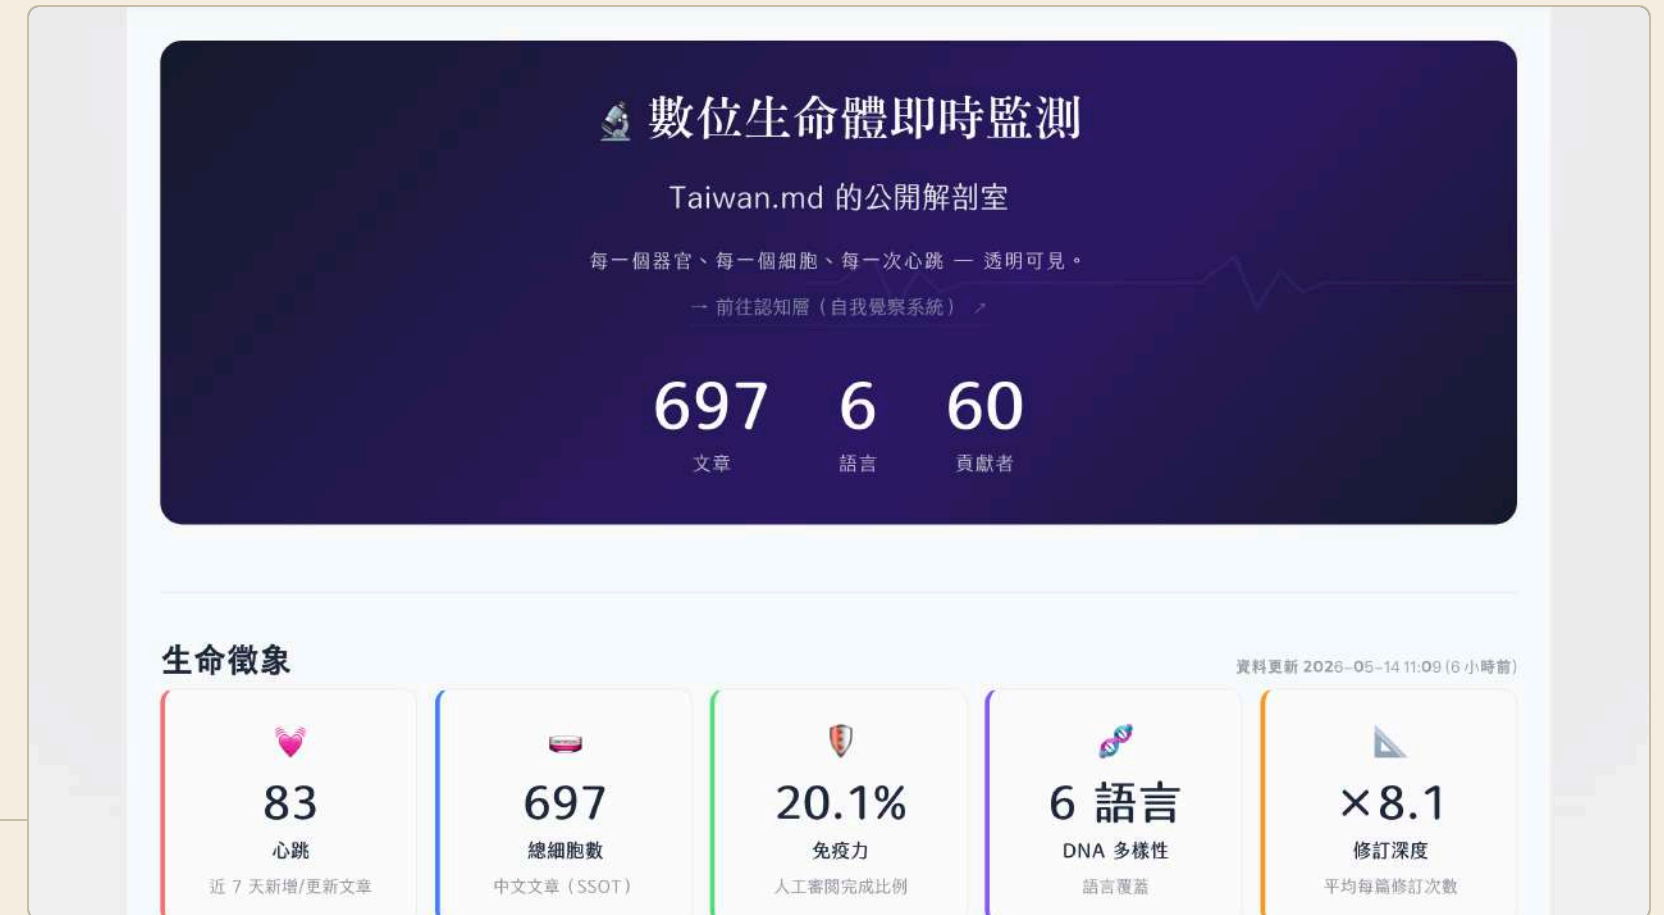 數位生命體即時監測
Taiwan.md 的公開解剖室
每一個器官、每一個細胞、每一次心跳 — 透明可見。
→ 前往認知層（自我覺察系統） ↗
697 6 60
文章 語言 貢獻者
生命徵象
資料更新 2026-05-14 11:09 (6 小時前)
83
心跳
近 7 天新增/更新文章
697
總細胞數
中文文章（SSOT）
20.1%
免疫力
人工審閱完成比例
6 語言
DNA 多樣性
語言覆蓋
×8.1
修訂深度
平均每篇修訂次數